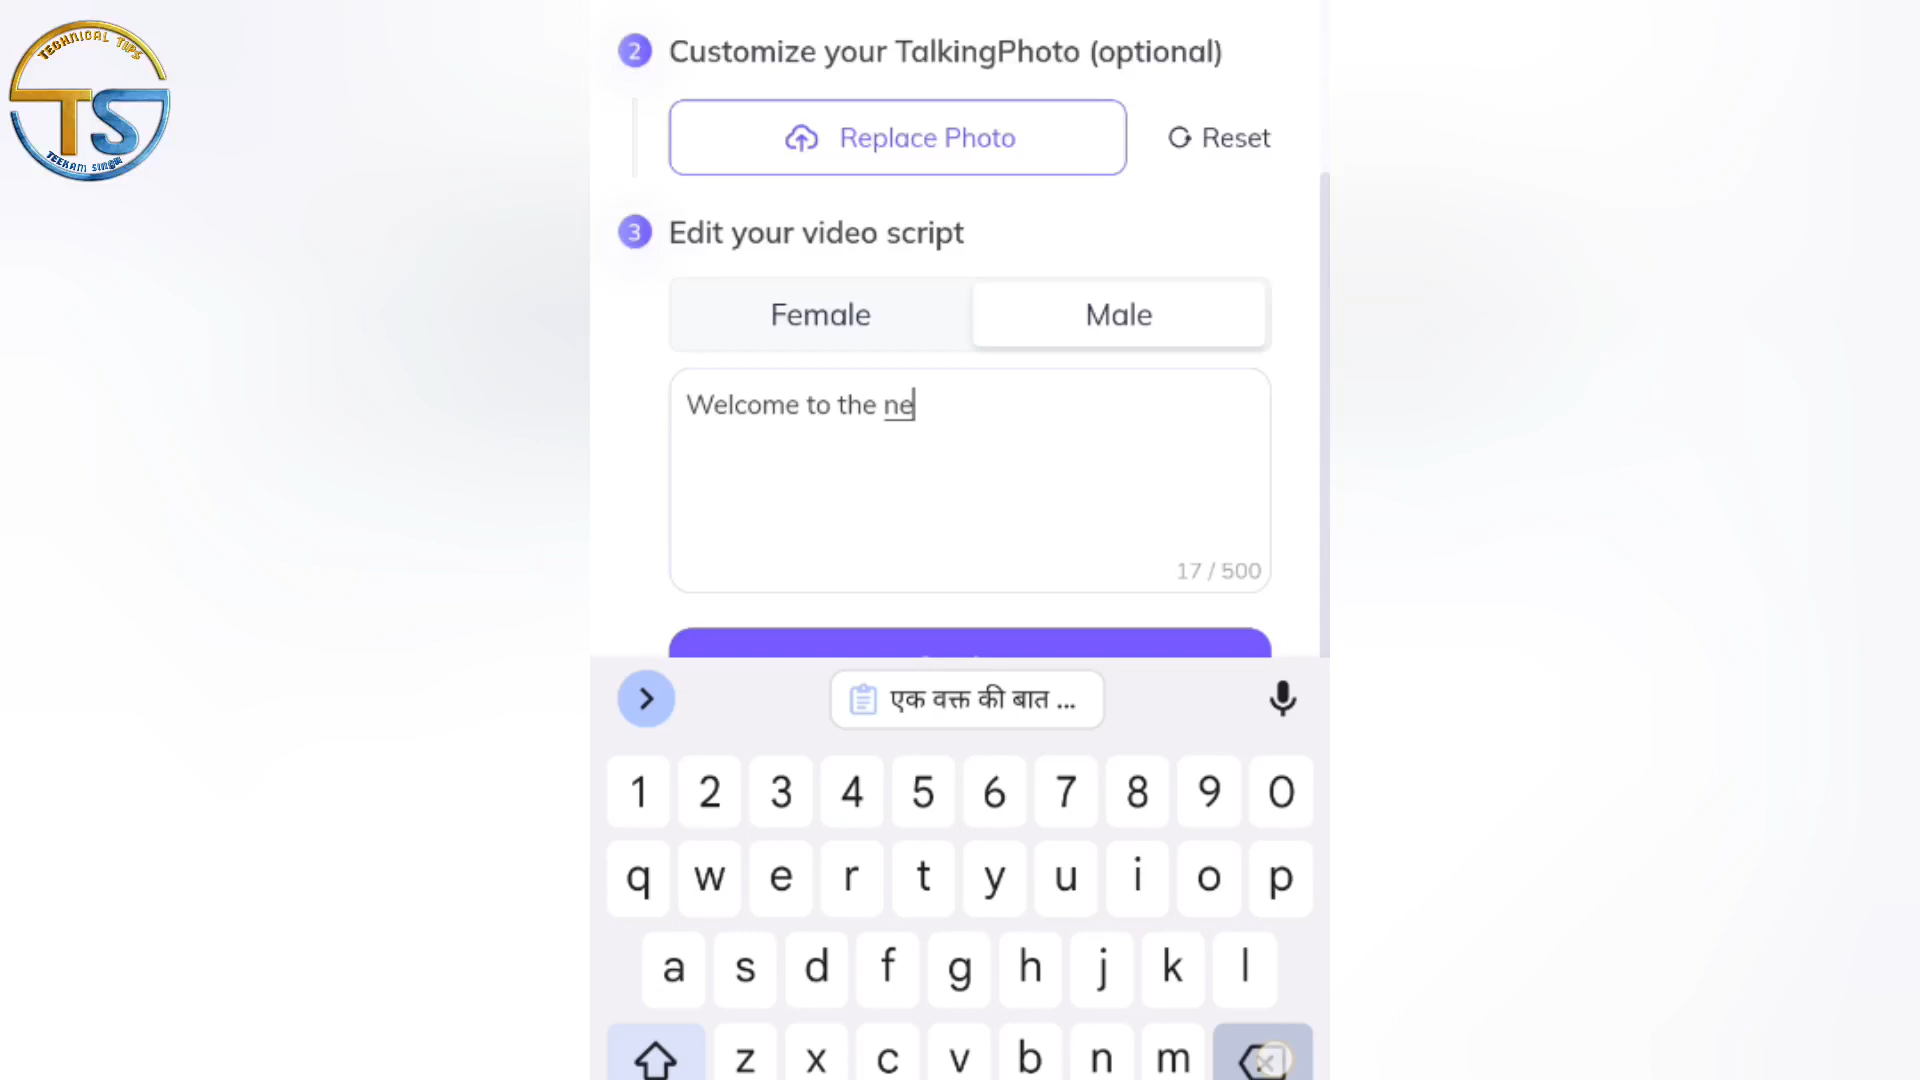 TECHNICAL TIPS
TS
TEEKAM SINGH
2 Customize your TalkingPhoto (optional)
Replace Photo
Reset
3 Edit your video script
Female Male
Welcome to the ne
17 / 500
एक वक्त की बात ...
1 2 3 4 5 6 7 8 9 0
q w e r t y u i o p
a s d f g h j k l
z x c v b n m